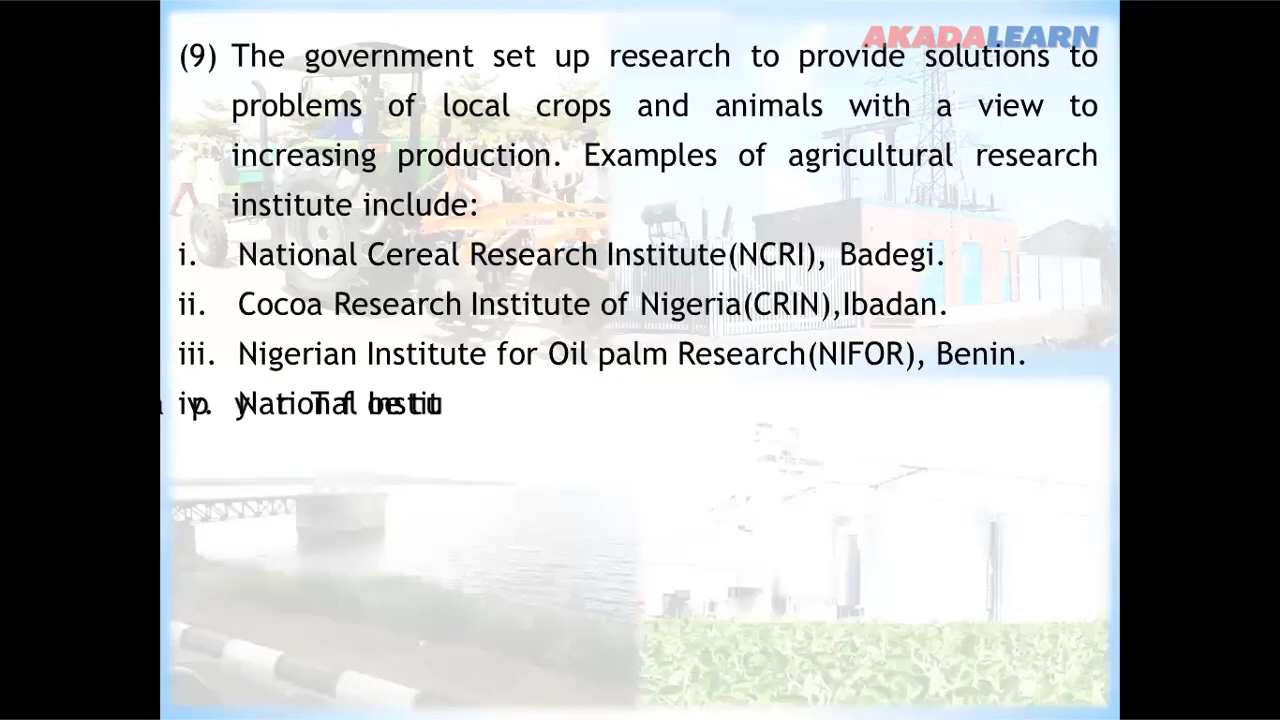 AKADALEARN
(9) The government set up research to provide solutions to
problems of local crops and animals with a view to
increasing production. Examples of agricultural research
institute include:
i. National Cereal Research Institute(NCRI), Badegi.
ii. Cocoa Research Institute of Nigeria(CRIN),Ibadan.
iii. Nigerian Institute for Oil palm Research(NIFOR), Benin.
iv. National